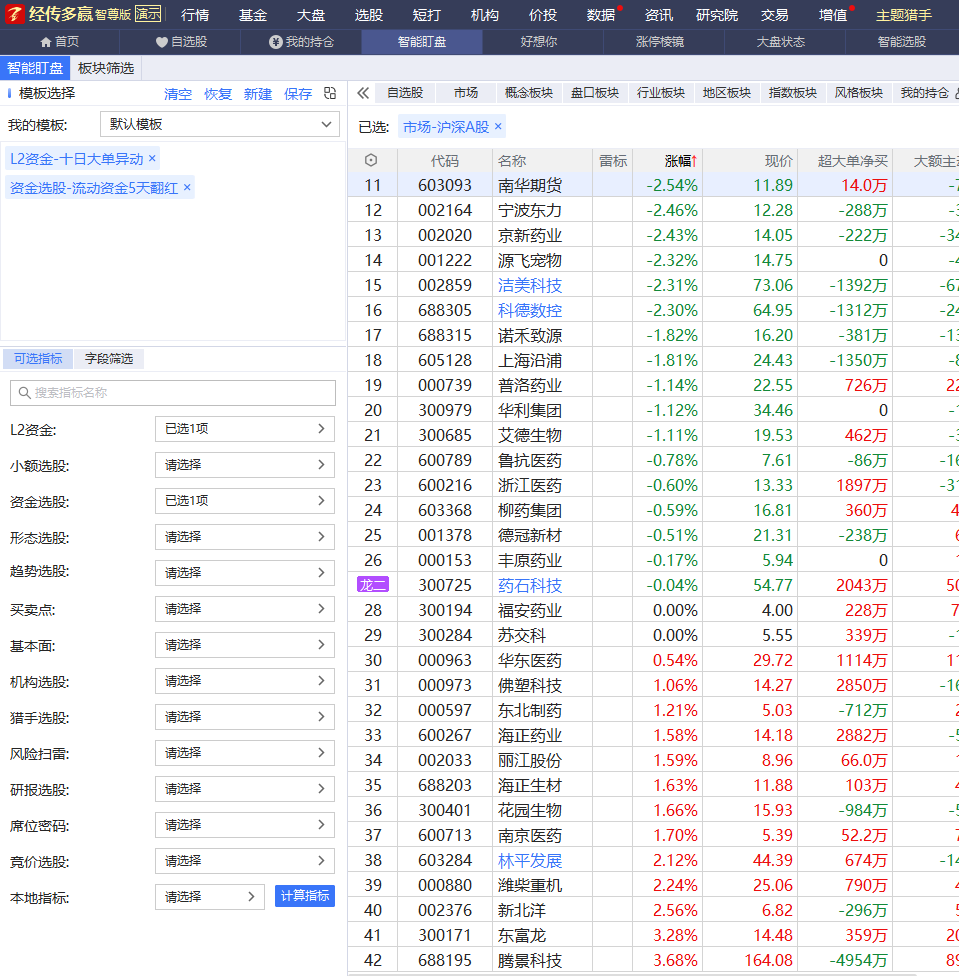 经传多赢 智尊版 演示 行情 基金 大盘 选股 短打 机构 价投 数据 资讯 研究院 交易 增值 主题猎手
首页 自选股 我的持仓 智能盯盘 好想你 涨停棱镜 大盘状态 智能选股
智能盯盘 板块筛选
模板选择 清空 恢复 新建 保存
自选股 市场 概念板块 盘口板块 行业板块 地区板块 指数板块 风格板块 我的持仓
我的模板: 默认模板
已选: 市场-沪深A股 ×
L2资金-十日大单异动 ×
资金选股-流动资金5天翻红 ×
可选指标 字段筛选
搜索指标名称
L2资金: 已选1项
小额选股: 请选择
资金选股: 已选1项
形态选股: 请选择
趋势选股: 请选择
买卖点: 请选择
基本面: 请选择
机构选股: 请选择
猎手选股: 请选择
风险扫雷: 请选择
研报选股: 请选择
席位密码: 请选择
竞价选股: 请选择
本地指标: 请选择 计算指标
代码 名称 雷标 涨幅↑ 现价 超大单净买 大额主
11 603093 南华期货 -2.54% 11.89 14.0万 -7
12 002164 宁波东力 -2.46% 12.28 -288万 -3
13 002020 京新药业 -2.43% 14.05 -222万 -34
14 001222 源飞宠物 -2.32% 14.75 0 -4
15 002859 洁美科技 -2.31% 73.06 -1392万 -67
16 688305 科德数控 -2.30% 64.95 -1312万 -24
17 688315 诺禾致源 -1.82% 16.20 -381万 -13
18 605128 上海沿浦 -1.81% 24.43 -1350万 -8
19 000739 普洛药业 -1.14% 22.55 726万 22
20 300979 华利集团 -1.12% 34.46 0 -1
21 300685 艾德生物 -1.11% 19.53 462万 -3
22 600789 鲁抗医药 -0.78% 7.61 -86万 -16
23 600216 浙江医药 -0.60% 13.33 1897万 -31
24 603368 柳药集团 -0.59% 16.81 360万 4
25 001378 德冠新材 -0.51% 21.31 -238万 6
26 000153 丰原药业 -0.17% 5.94 0 1
龙二 300725 药石科技 -0.04% 54.77 2043万 50
28 300194 福安药业 0.00% 4.00 228万 7
29 300284 苏交科 0.00% 5.55 339万 -1
30 000963 华东医药 0.54% 29.72 1114万 11
31 000973 佛塑科技 1.06% 14.27 2850万 -16
32 000597 东北制药 1.21% 5.03 -712万 2
33 600267 海正药业 1.58% 14.18 2882万 -5
34 002033 丽江股份 1.59% 8.96 66.0万 1
35 688203 海正生材 1.63% 11.88 103万 4
36 300401 花园生物 1.66% 15.93 -984万 -5
37 600713 南京医药 1.70% 5.39 52.2万 7
38 603284 林平发展 2.12% 44.39 674万 -14
39 000880 潍柴重机 2.24% 25.06 790万 4
40 002376 新北洋 2.56% 6.82 -296万 5
41 300171 东富龙 3.28% 14.48 359万 20
42 688195 腾景科技 3.68% 164.08 -4954万 89